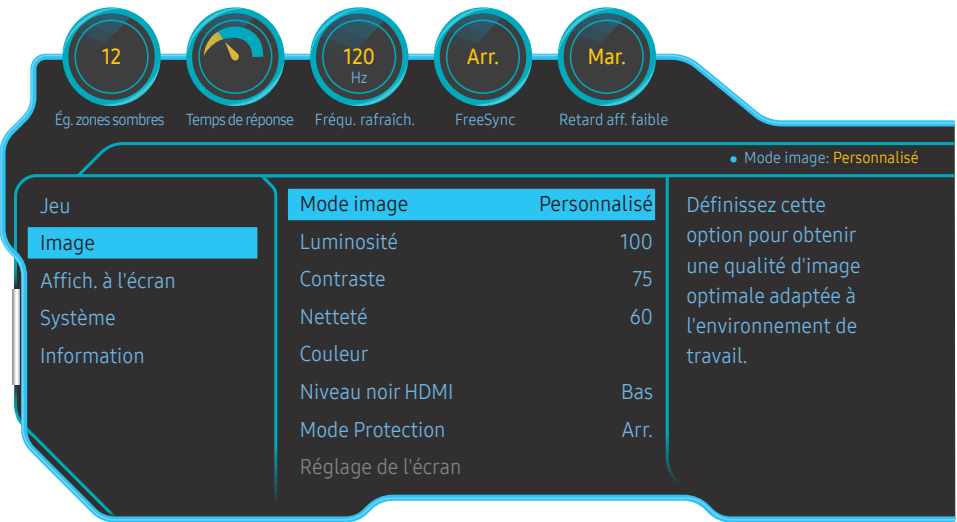 12
120
Hz
Arr.
Mar.
Ég. zones sombres
Temps de réponse
Fréqu. rafraîch.
FreeSync
Retard aff. faible
• Mode image: Personnalisé
Jeu
Image
Affich. à l'écran
Système
Information
Mode image Personnalisé
Luminosité 100
Contraste 75
Netteté 60
Couleur
Niveau noir HDMI Bas
Mode Protection Arr.
Réglage de l'écran
Définissez cette
option pour obtenir
une qualité d'image
optimale adaptée à
l'environnement de
travail.